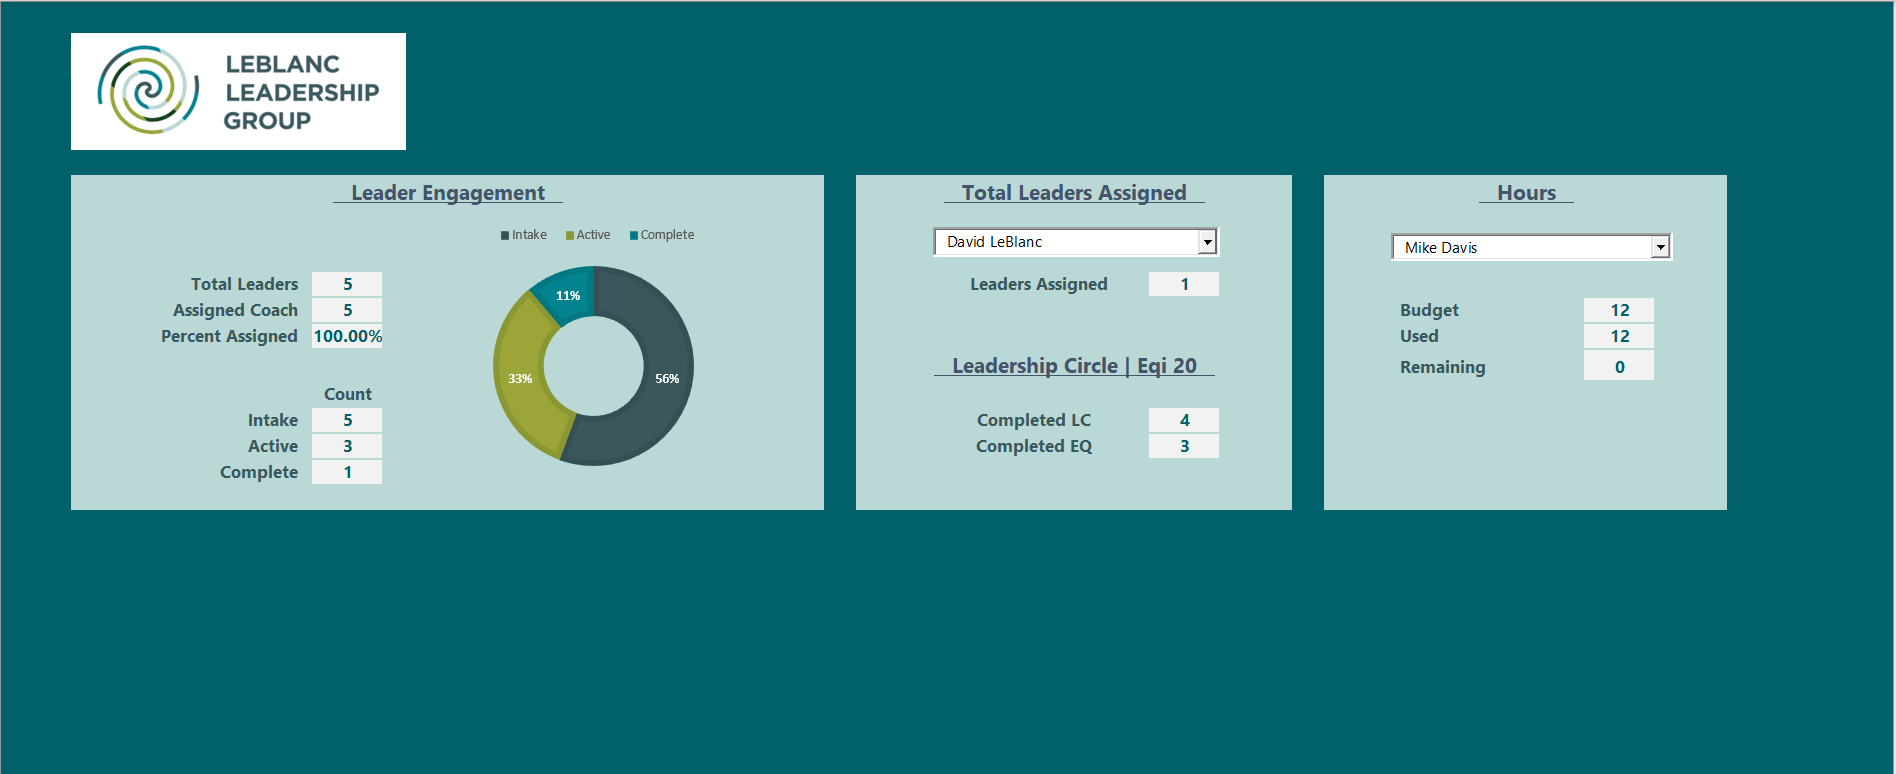 LEBLANC
LEADERSHIP
GROUP
Leader Engagement
Intake Active Complete
Total Leaders 5
Assigned Coach 5
Percent Assigned 100.00%
Count
Intake 5
Active 3
Complete 1
11%
33%
56%
Total Leaders Assigned
David LeBlanc
Leaders Assigned 1
Leadership Circle | Eqi 20
Completed LC 4
Completed EQ 3
Hours
Mike Davis
Budget 12
Used 12
Remaining 0